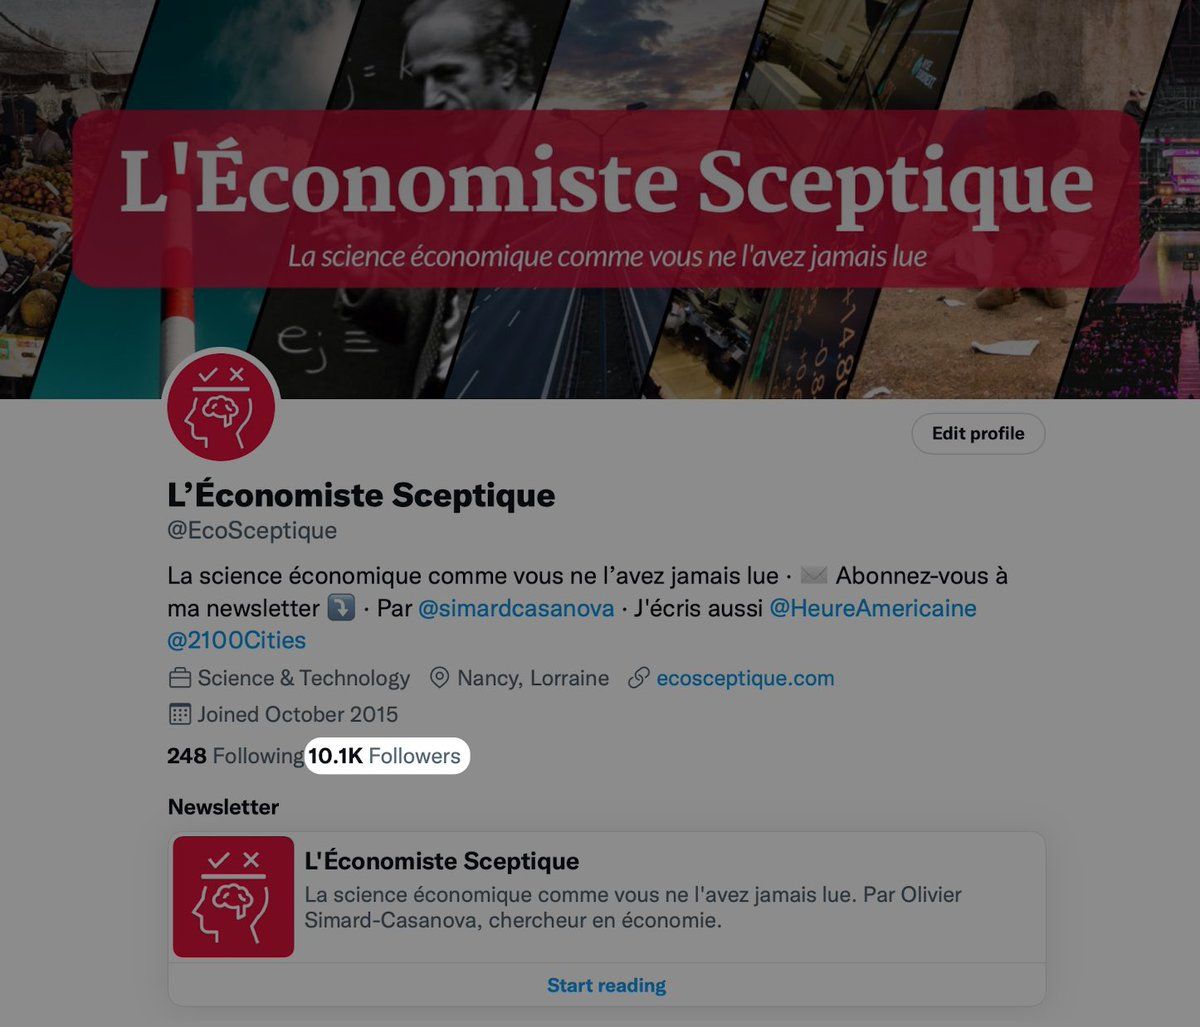 j = k
L'Économiste Sceptique
La science économique comme vous ne l'avez jamais lue
ej ≡
Edit profile
L’Économiste Sceptique
@EcoSceptique
La science économique comme vous ne l’avez jamais lue · ✉️ Abonnez-vous à
ma newsletter ⤵️ · Par @simardcasanova · J'écris aussi @HeureAmericaine
@2100Cities
Science & Technology Nancy, Lorraine ecosceptique.com
Joined October 2015
248 Following 10.1K Followers
Newsletter
L'Économiste Sceptique
La science économique comme vous ne l'avez jamais lue. Par Olivier
Simard-Casanova, chercheur en économie.
Start reading